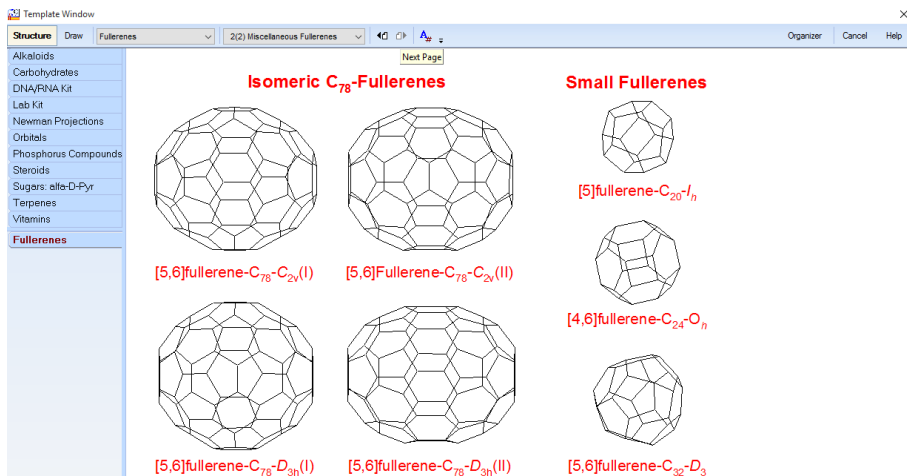 Template Window
Structure Draw Fullerenes 2(2) Miscellaneous Fullerenes A# Organizer Cancel Help
Next Page
Alkaloids
Carbohydrates
DNA/RNA Kit
Lab Kit
Newman Projections
Orbitals
Phosphorus Compounds
Steroids
Sugars: alfa-D-Pyr
Terpenes
Vitamins
Fullerenes
Isomeric C78-Fullerenes Small Fullerenes
[5]fullerene-C20-Ih
[5,6]fullerene-C78-C2v(I) [5,6]Fullerene-C78-C2v(II)
[4,6]fullerene-C24-Oh
[5,6]fullerene-C78-D3h(I) [5,6]fullerene-C78-D3h(II) [5,6]fullerene-C32-D3